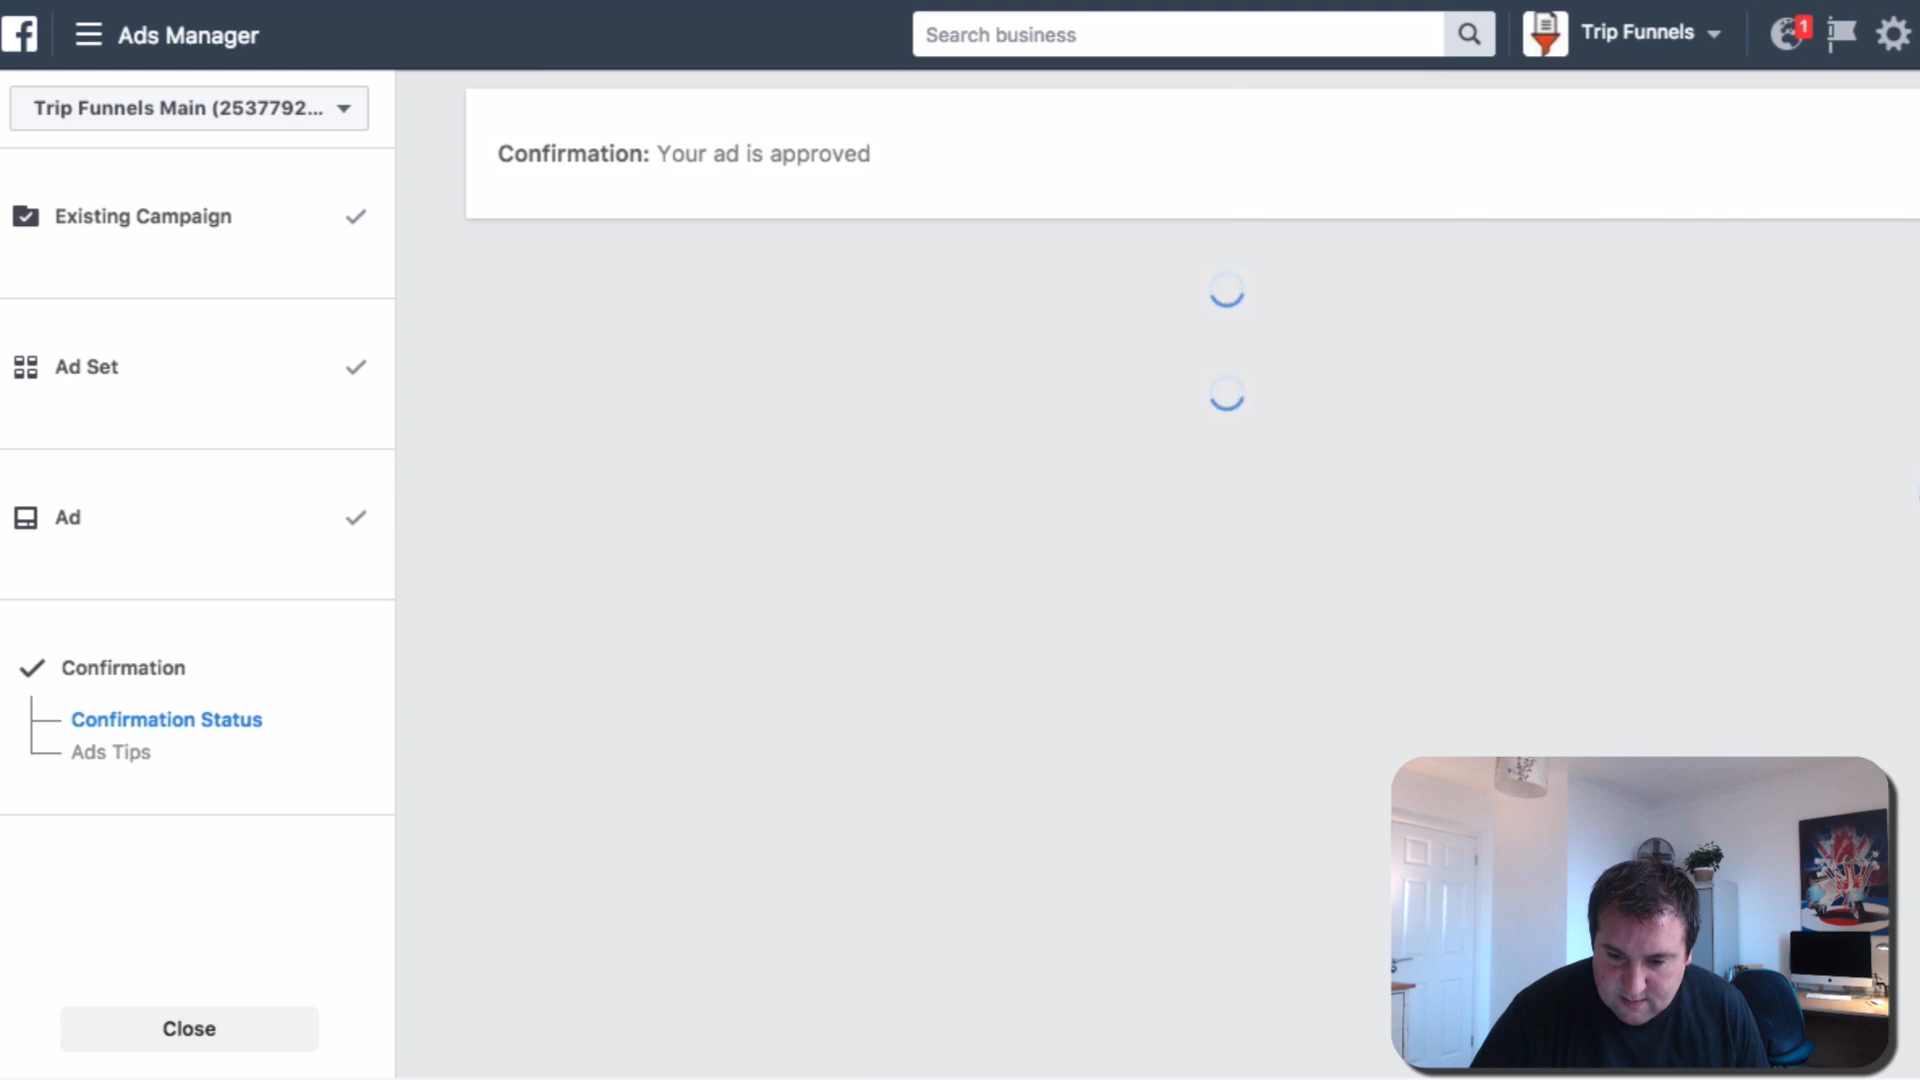 Ads Manager
Search business
Trip Funnels
1
Trip Funnels Main (2537792...
Confirmation: Your ad is approved
Existing Campaign
Ad Set
Ad
Confirmation
Confirmation Status
Ads Tips
Close